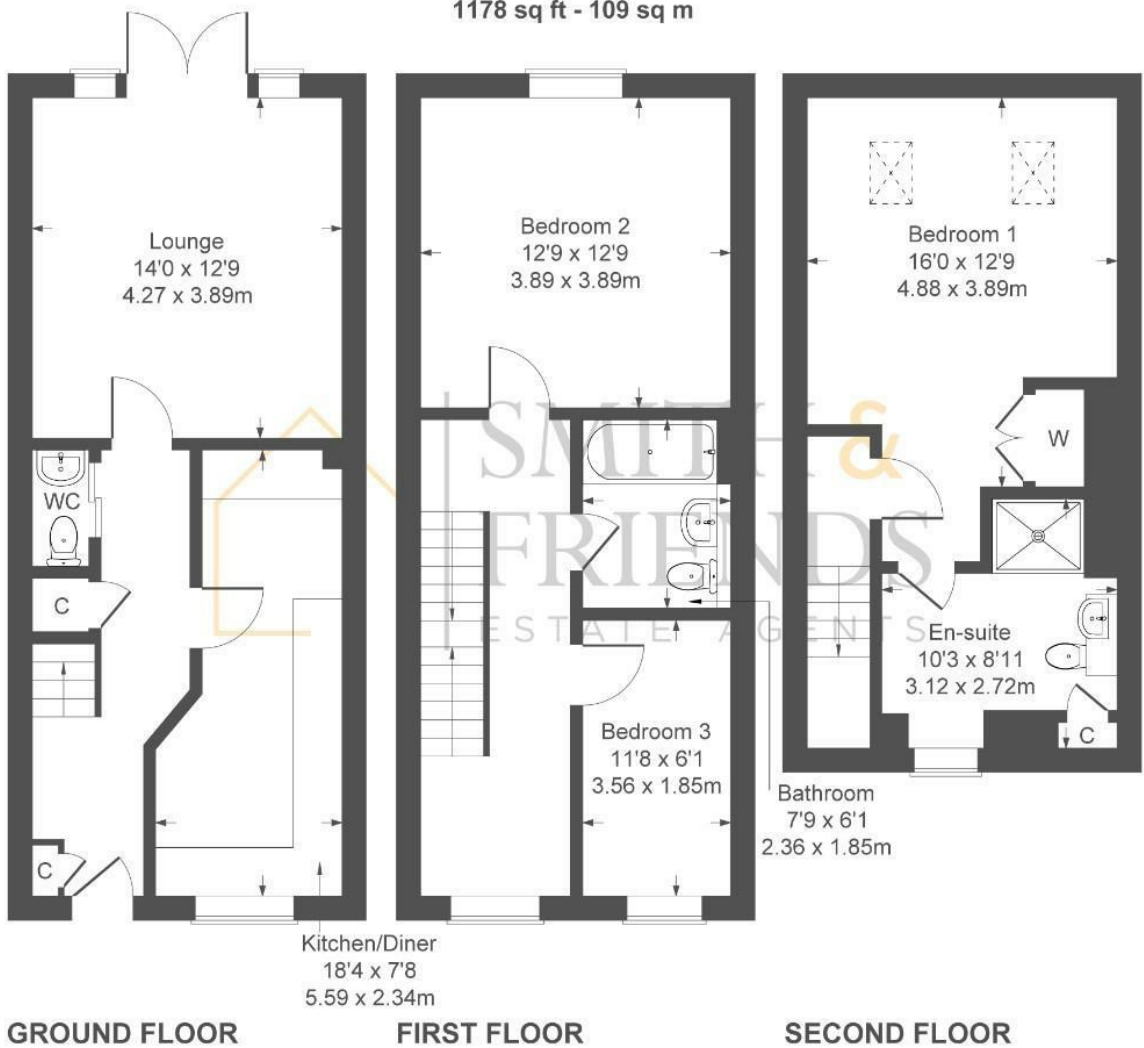 1178 sq ft - 109 sq m
Lounge
14'0 x 12'9
4.27 x 3.89m
WC
C
C
Kitchen/Diner
18'4 x 7'8
5.59 x 2.34m
GROUND FLOOR
Bedroom 2
12'9 x 12'9
3.89 x 3.89m
Bedroom 3
11'8 x 6'1
3.56 x 1.85m
Bathroom
7'9 x 6'1
2.36 x 1.85m
FIRST FLOOR
Bedroom 1
16'0 x 12'9
4.88 x 3.89m
W
En-suite
10'3 x 8'11
3.12 x 2.72m
C
SECOND FLOOR
SMITH &
FRIENDS
ESTATE AGENTS